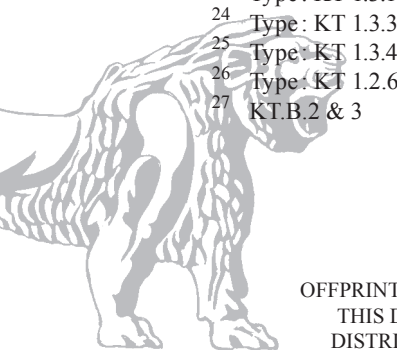 24 Type : KT 1.3.3
25 Type : KT 1.3.4
26 Type : KT 1.2.6
27 KT.B.2 & 3
OFFPRINT
THIS D
DISTRI